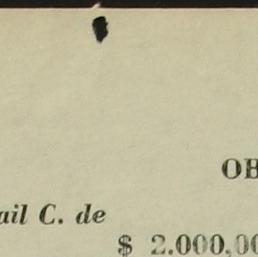 OB
ail C. de
$ 2.000,00